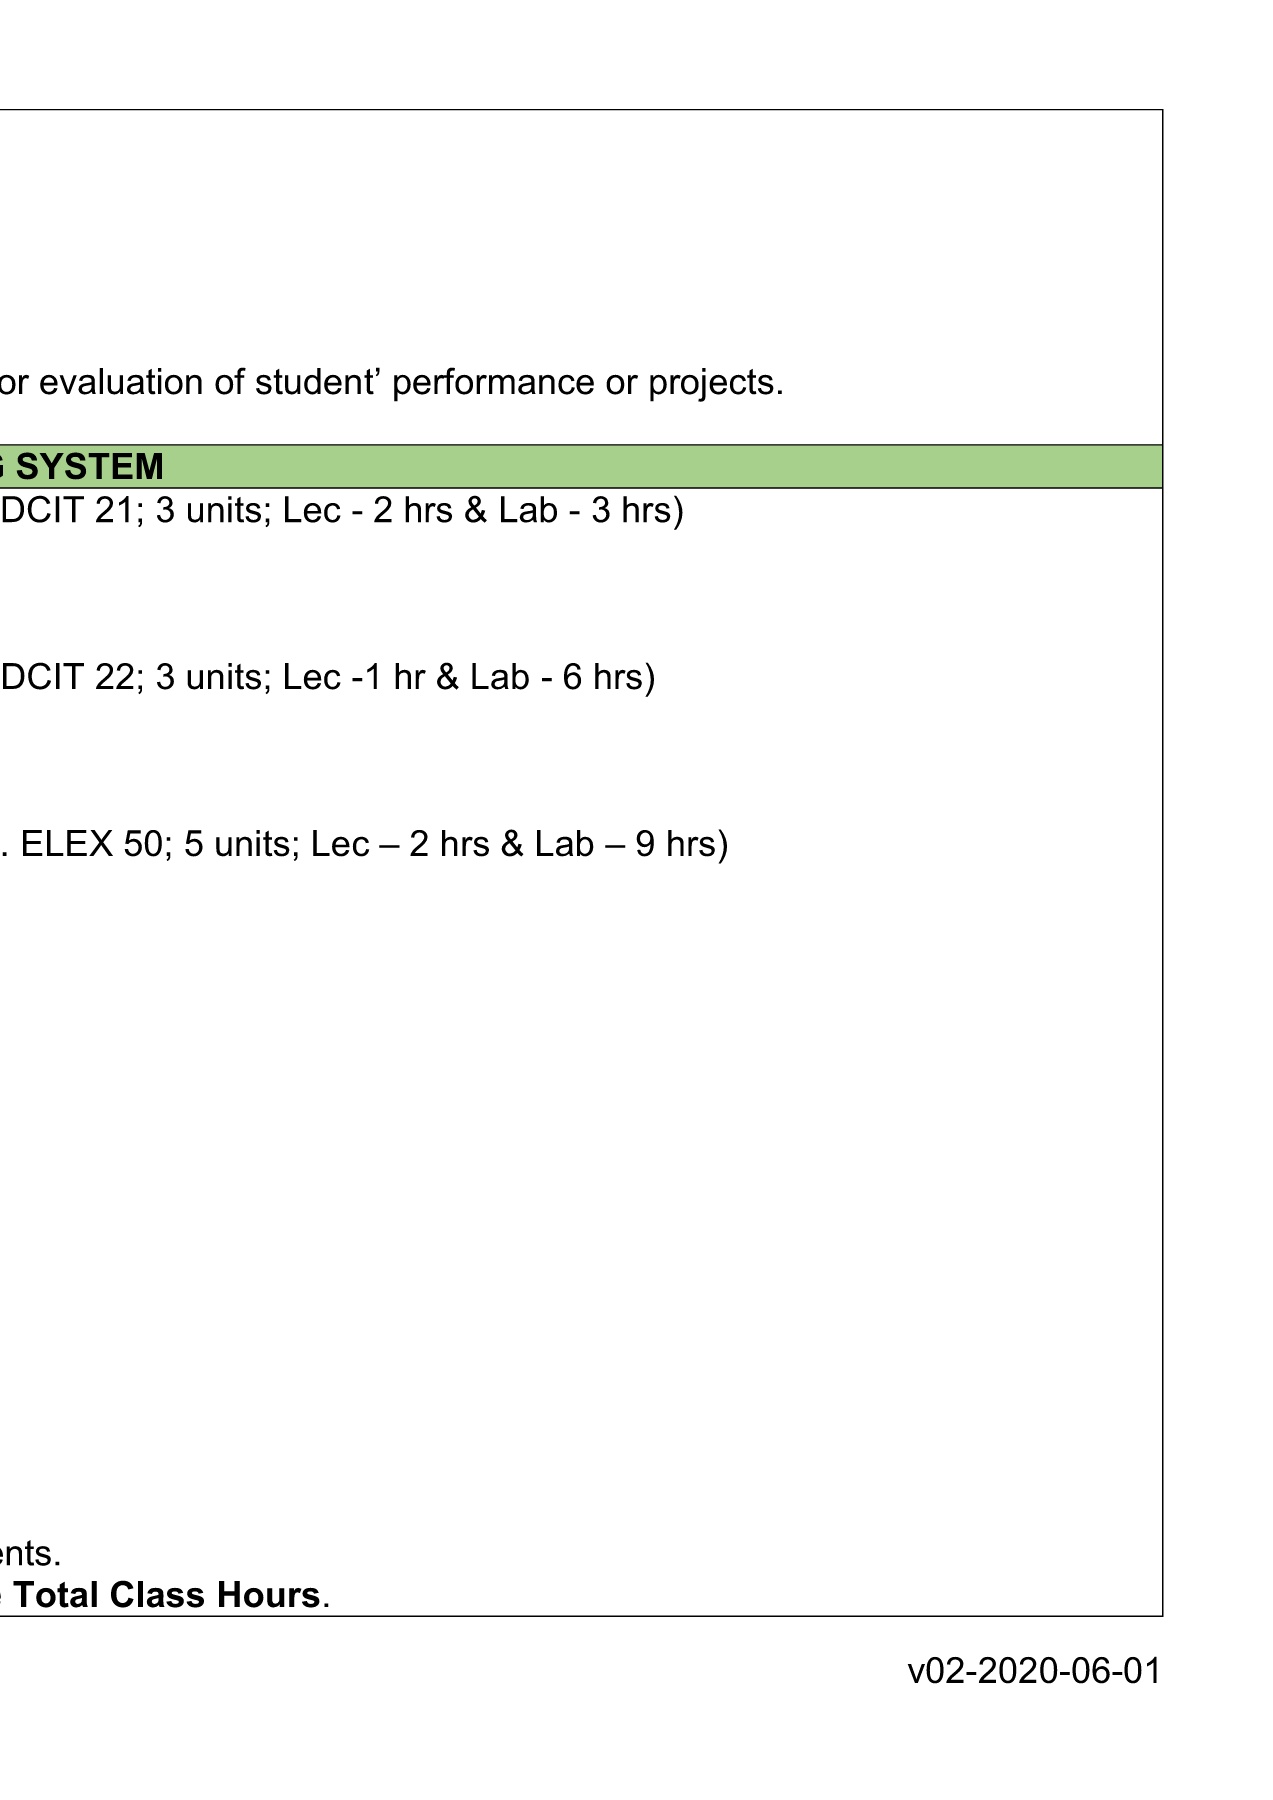 or evaluation of student’ performance or projects.
SYSTEM
DCIT 21; 3 units; Lec - 2 hrs & Lab - 3 hrs)
DCIT 22; 3 units; Lec -1 hr & Lab - 6 hrs)
. ELEX 50; 5 units; Lec – 2 hrs & Lab – 9 hrs)
ents.
Total Class Hours.
v02-2020-06-01